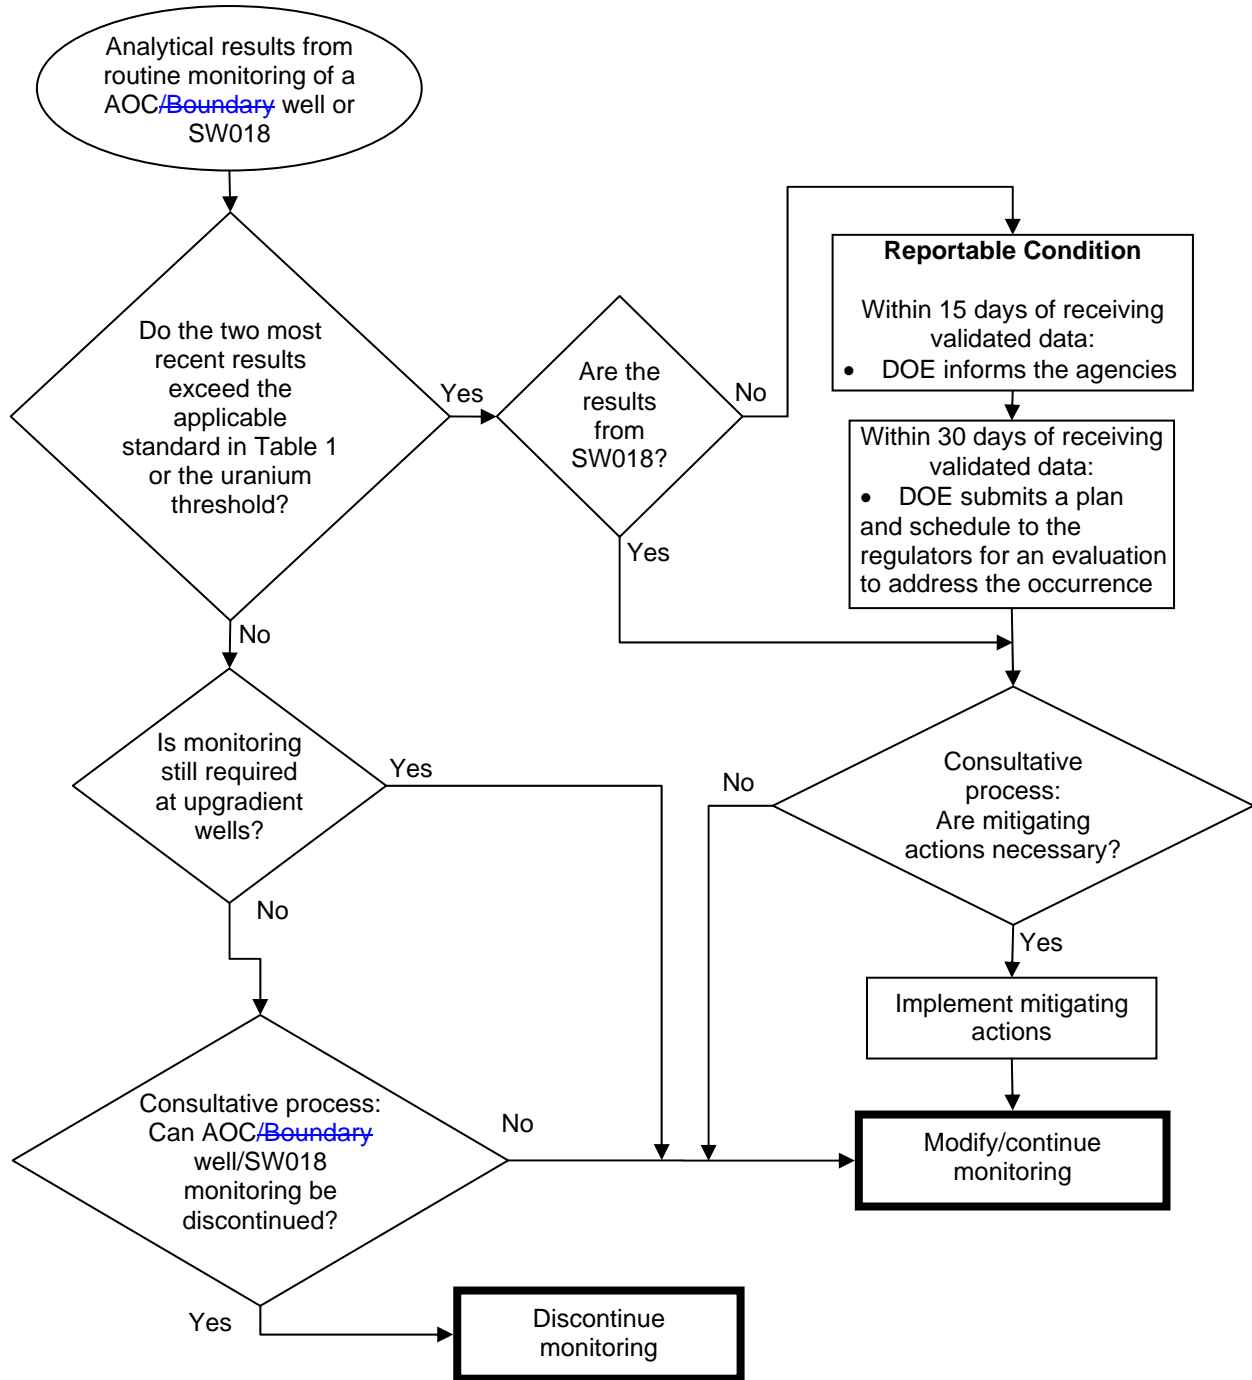 Analytical results from
routine monitoring of a
AOC/Boundary well or
SW018
Do the two most
recent results
exceed the
applicable
standard in Table 1
or the uranium
threshold?
Yes
No
Are the
results
from
SW018?
No
Yes
Reportable Condition
Within 15 days of receiving
validated data:
• DOE informs the agencies
Within 30 days of receiving
validated data:
• DOE submits a plan
and schedule to the
regulators for an evaluation
to address the occurrence
Is monitoring
still required
at upgradient
wells?
Yes
No
Consultative
process:
Are mitigating
actions necessary?
No
Yes
Implement mitigating
actions
Consultative process:
Can AOC/Boundary
well/SW018
monitoring be
discontinued?
No
Yes
Modify/continue
monitoring
Discontinue
monitoring